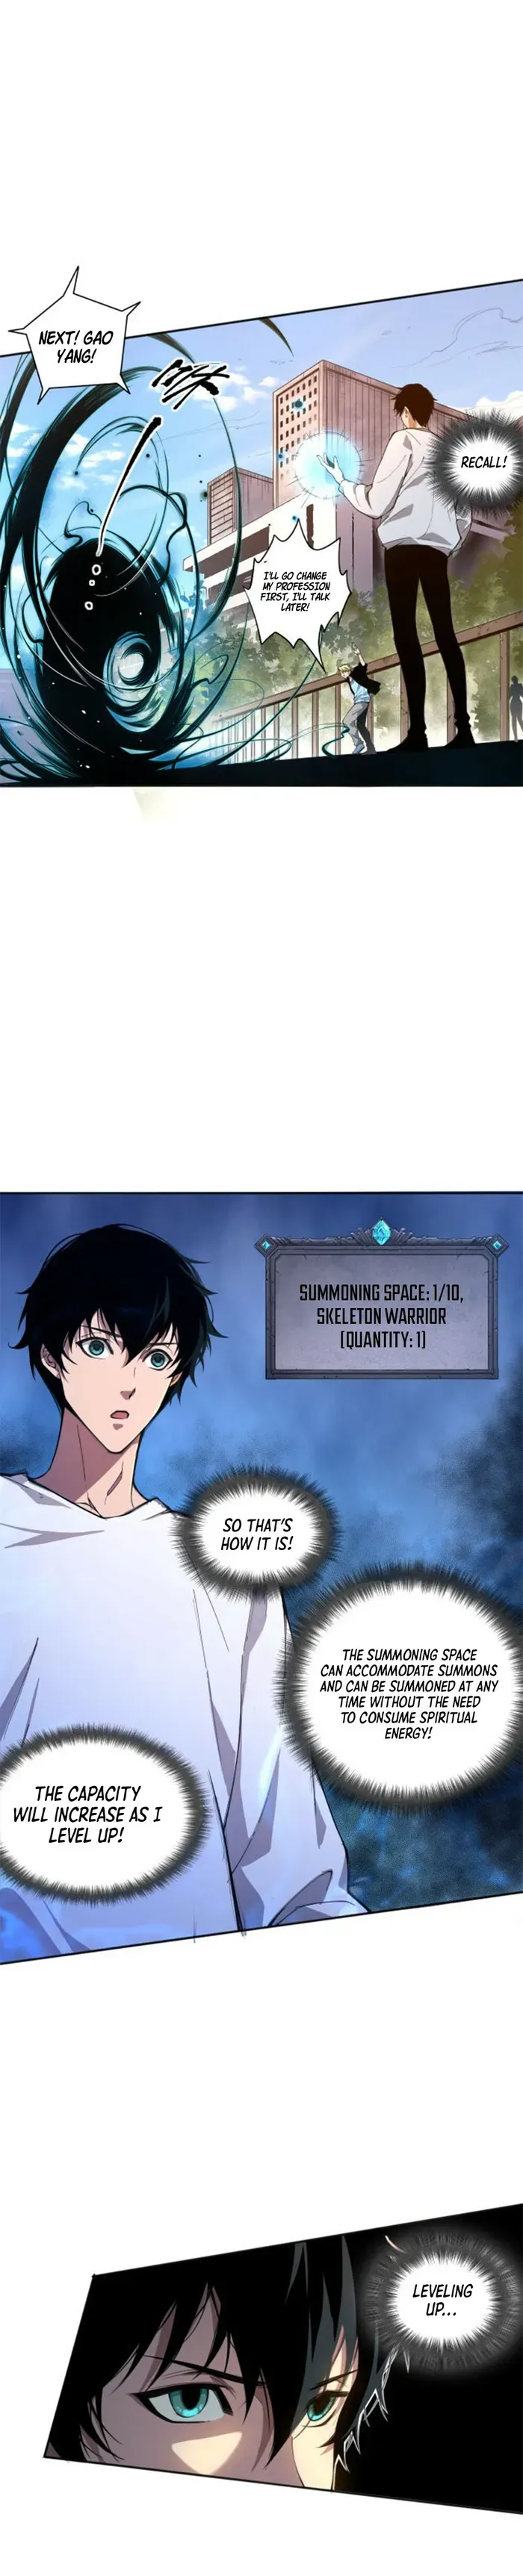 NEXT! GAO
YANG!
RECALL!
I'LL GO CHANGE
MY PROFESSION
FIRST, I'LL TALK
LATER!
SUMMONING SPACE: 1/10,
SKELETON WARRIOR
[QUANTITY: 1]
SO THAT'S
HOW IT IS!
THE SUMMONING SPACE
CAN ACCOMMODATE SUMMONS
AND CAN BE SUMMONED AT ANY
TIME WITHOUT THE NEED
TO CONSUME SPIRITUAL
ENERGY!
THE CAPACITY
WILL INCREASE AS I
LEVEL UP!
LEVELING
UP...